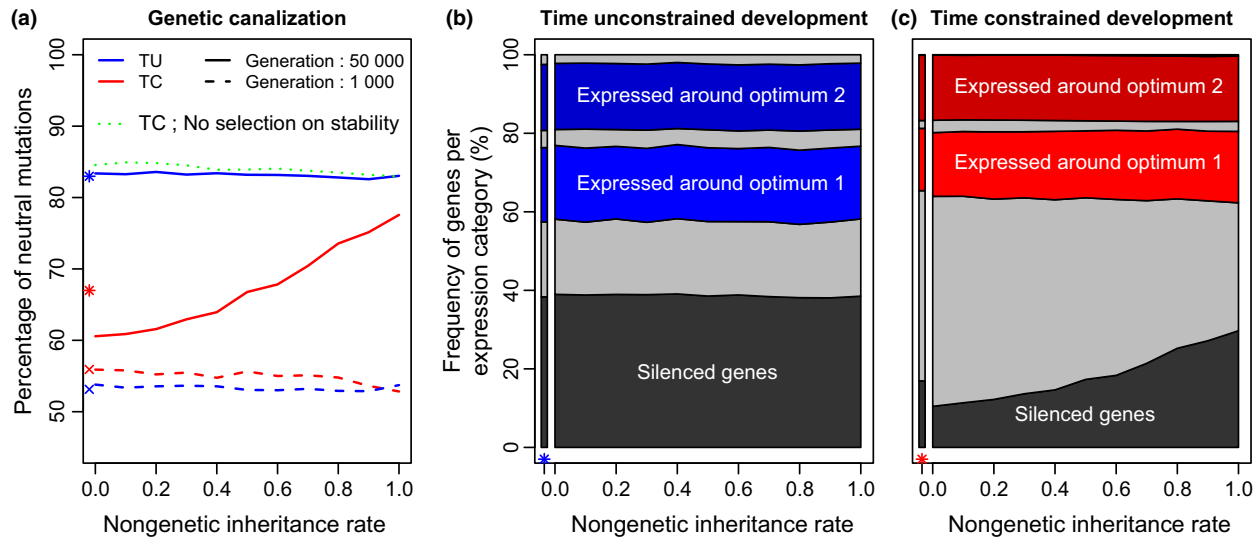 (a) Genetic canalization
Percentage of neutral mutations
100
90
80
70
60
50
TU
TC
Generation : 50 000
Generation : 1 000
TC ; No selection on stability
0.0 0.2 0.4 0.6 0.8 1.0
Nongenetic inheritance rate
(b) Time unconstrained development
Frequency of genes per
expression category (%)
100
80
60
40
20
0
Expressed around optimum 2
Expressed around optimum 1
Silenced genes
0.0 0.2 0.4 0.6 0.8 1.0
Nongenetic inheritance rate
(c) Time constrained development
Expressed around optimum 2
Expressed around optimum 1
Silenced genes
0.0 0.2 0.4 0.6 0.8 1.0
Nongenetic inheritance rate